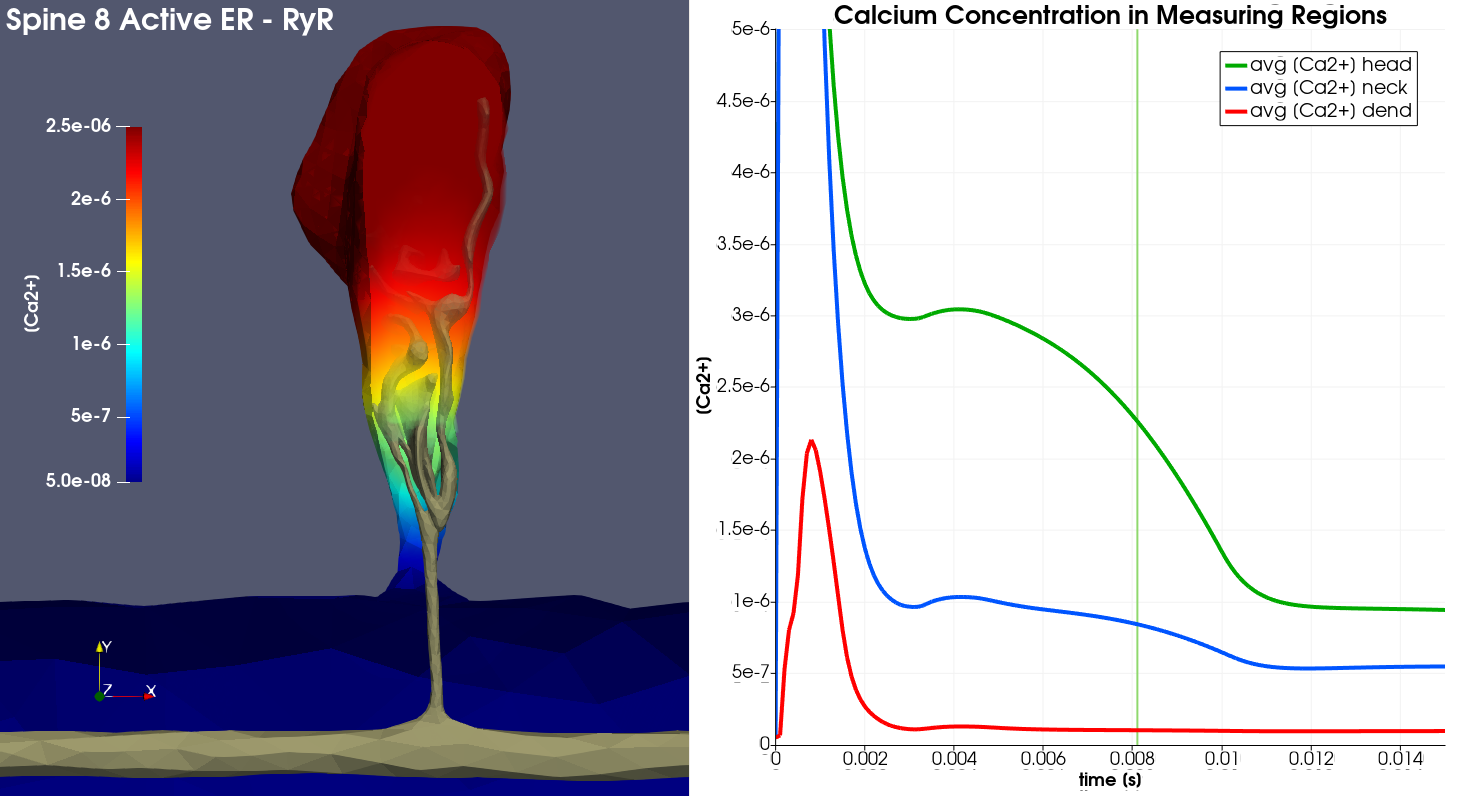 Spine 8 Active ER - RyR
2.5e-06
2e-6
1.5e-6
1e-6
5e-7
5.0e-08
(Ca2+)
Y
Z
X
Calcium Concentration in Measuring Regions
avg (Ca2+) head
avg (Ca2+) neck
avg (Ca2+) dend
5e-6
4.5e-6
4e-6
3.5e-6
3e-6
2.5e-6
2e-6
1.5e-6
1e-6
5e-7
0
(Ca2+)
0
0.002
0.004
0.006
0.008
0.01
0.012
0.014
time (s)